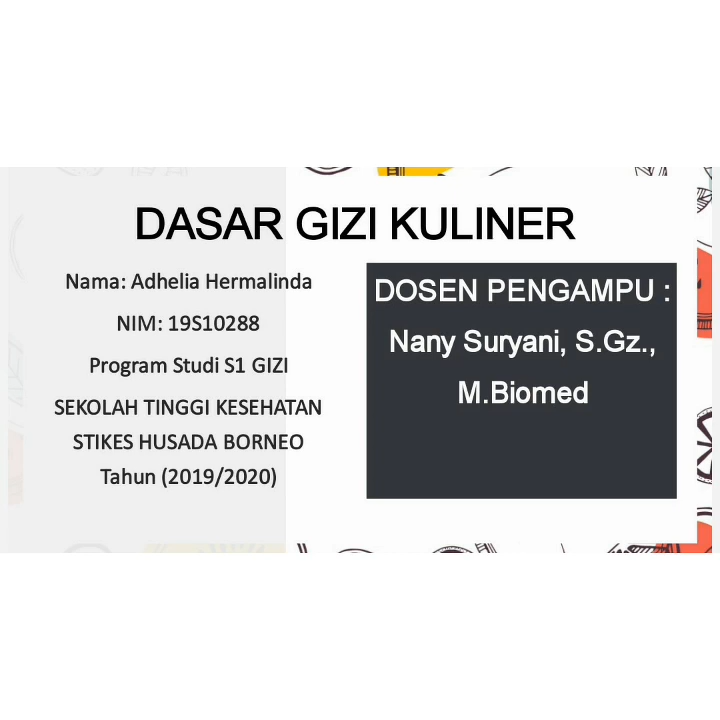 DASAR GIZI KULINER
Nama: Adhelia Hermalinda
NIM: 19S10288
Program Studi S1 GIZI
SEKOLAH TINGGI KESEHATAN
STIKES HUSADA BORNEO
Tahun (2019/2020)
DOSEN PENGAMPU :
Nany Suryani, S.Gz.,
M.Biomed